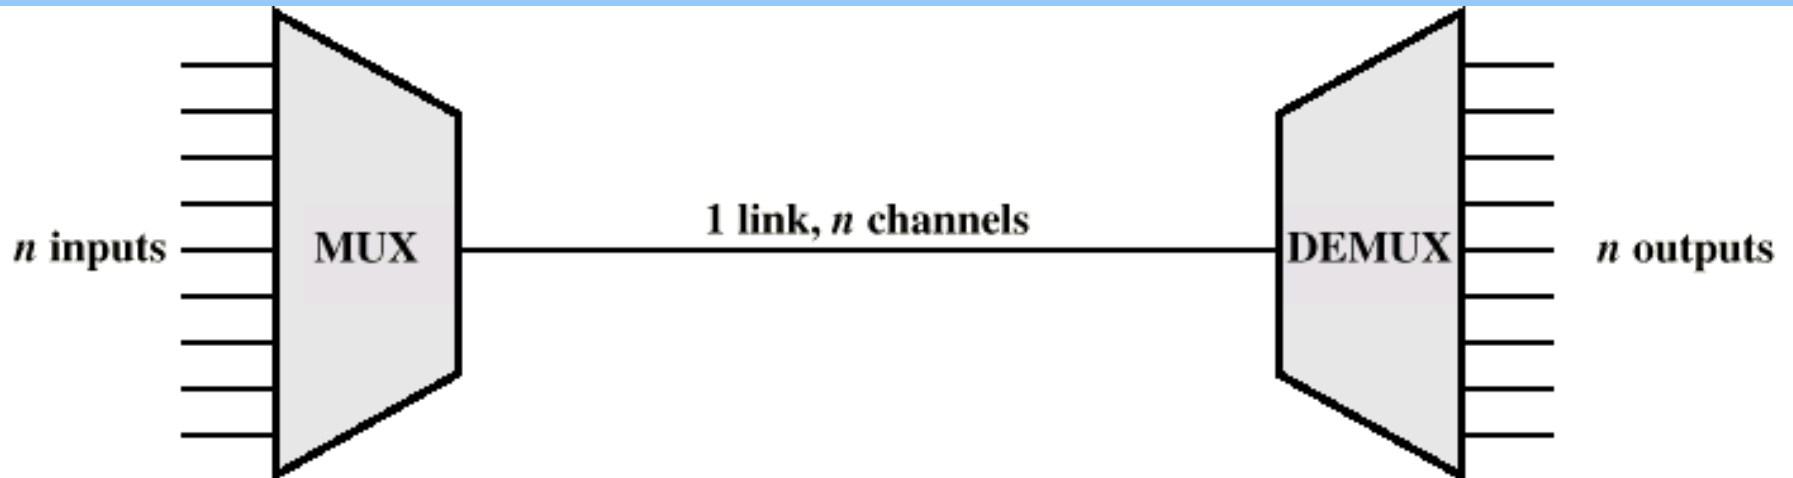 1 link, n channels
n inputs
MUX
DEMUX
n outputs